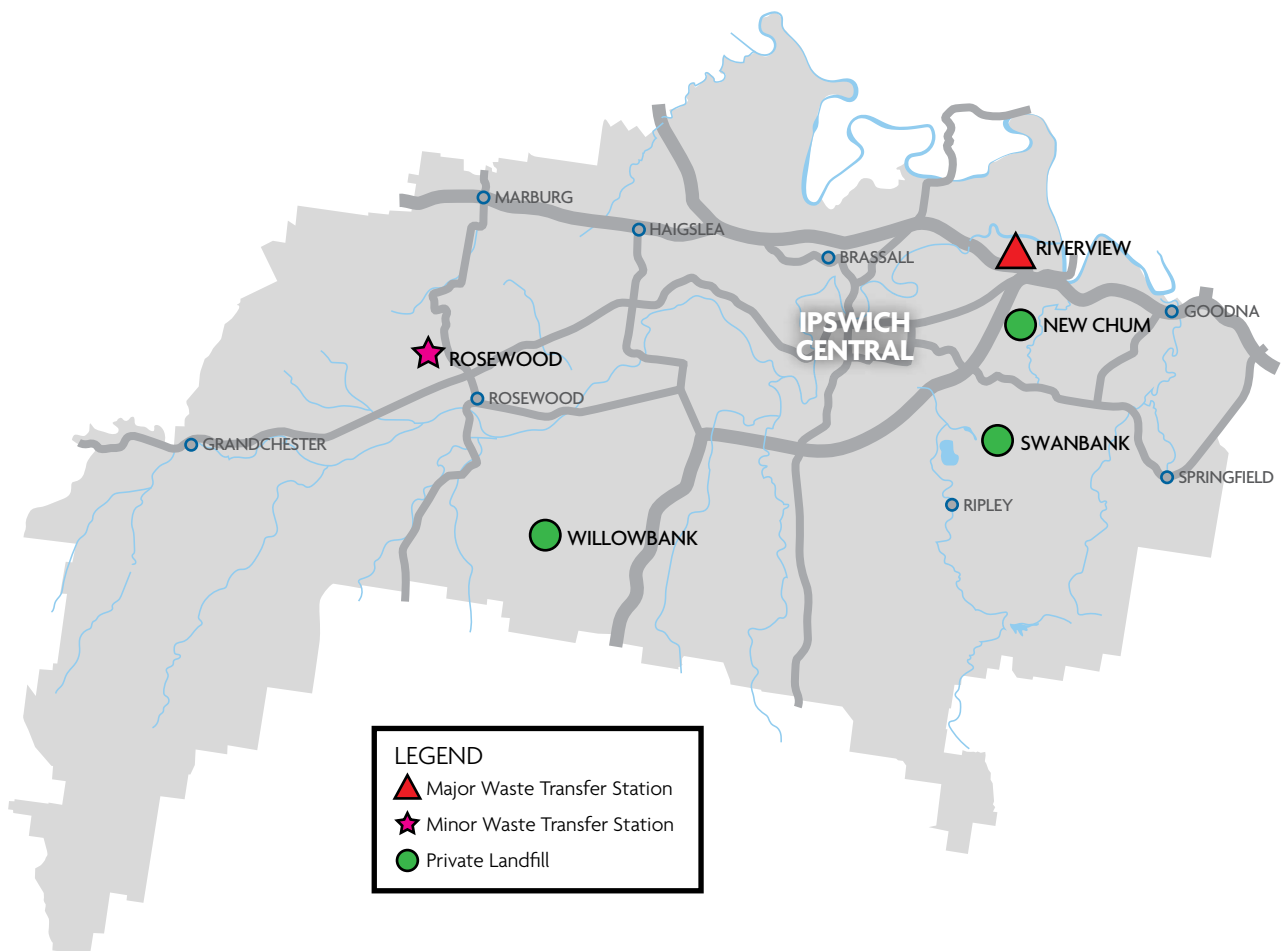 MARBURG
HAIGSLEA
BRASSALL
RIVERVIEW
GOODNA
IPSWICH
CENTRAL
NEW CHUM
ROSEWOOD
ROSEWOOD
GRANDCHESTER
SWANBANK
SPRINGFIELD
RIPLEY
WILLOWBANK
LEGEND
Major Waste Transfer Station
Minor Waste Transfer Station
Private Landfill